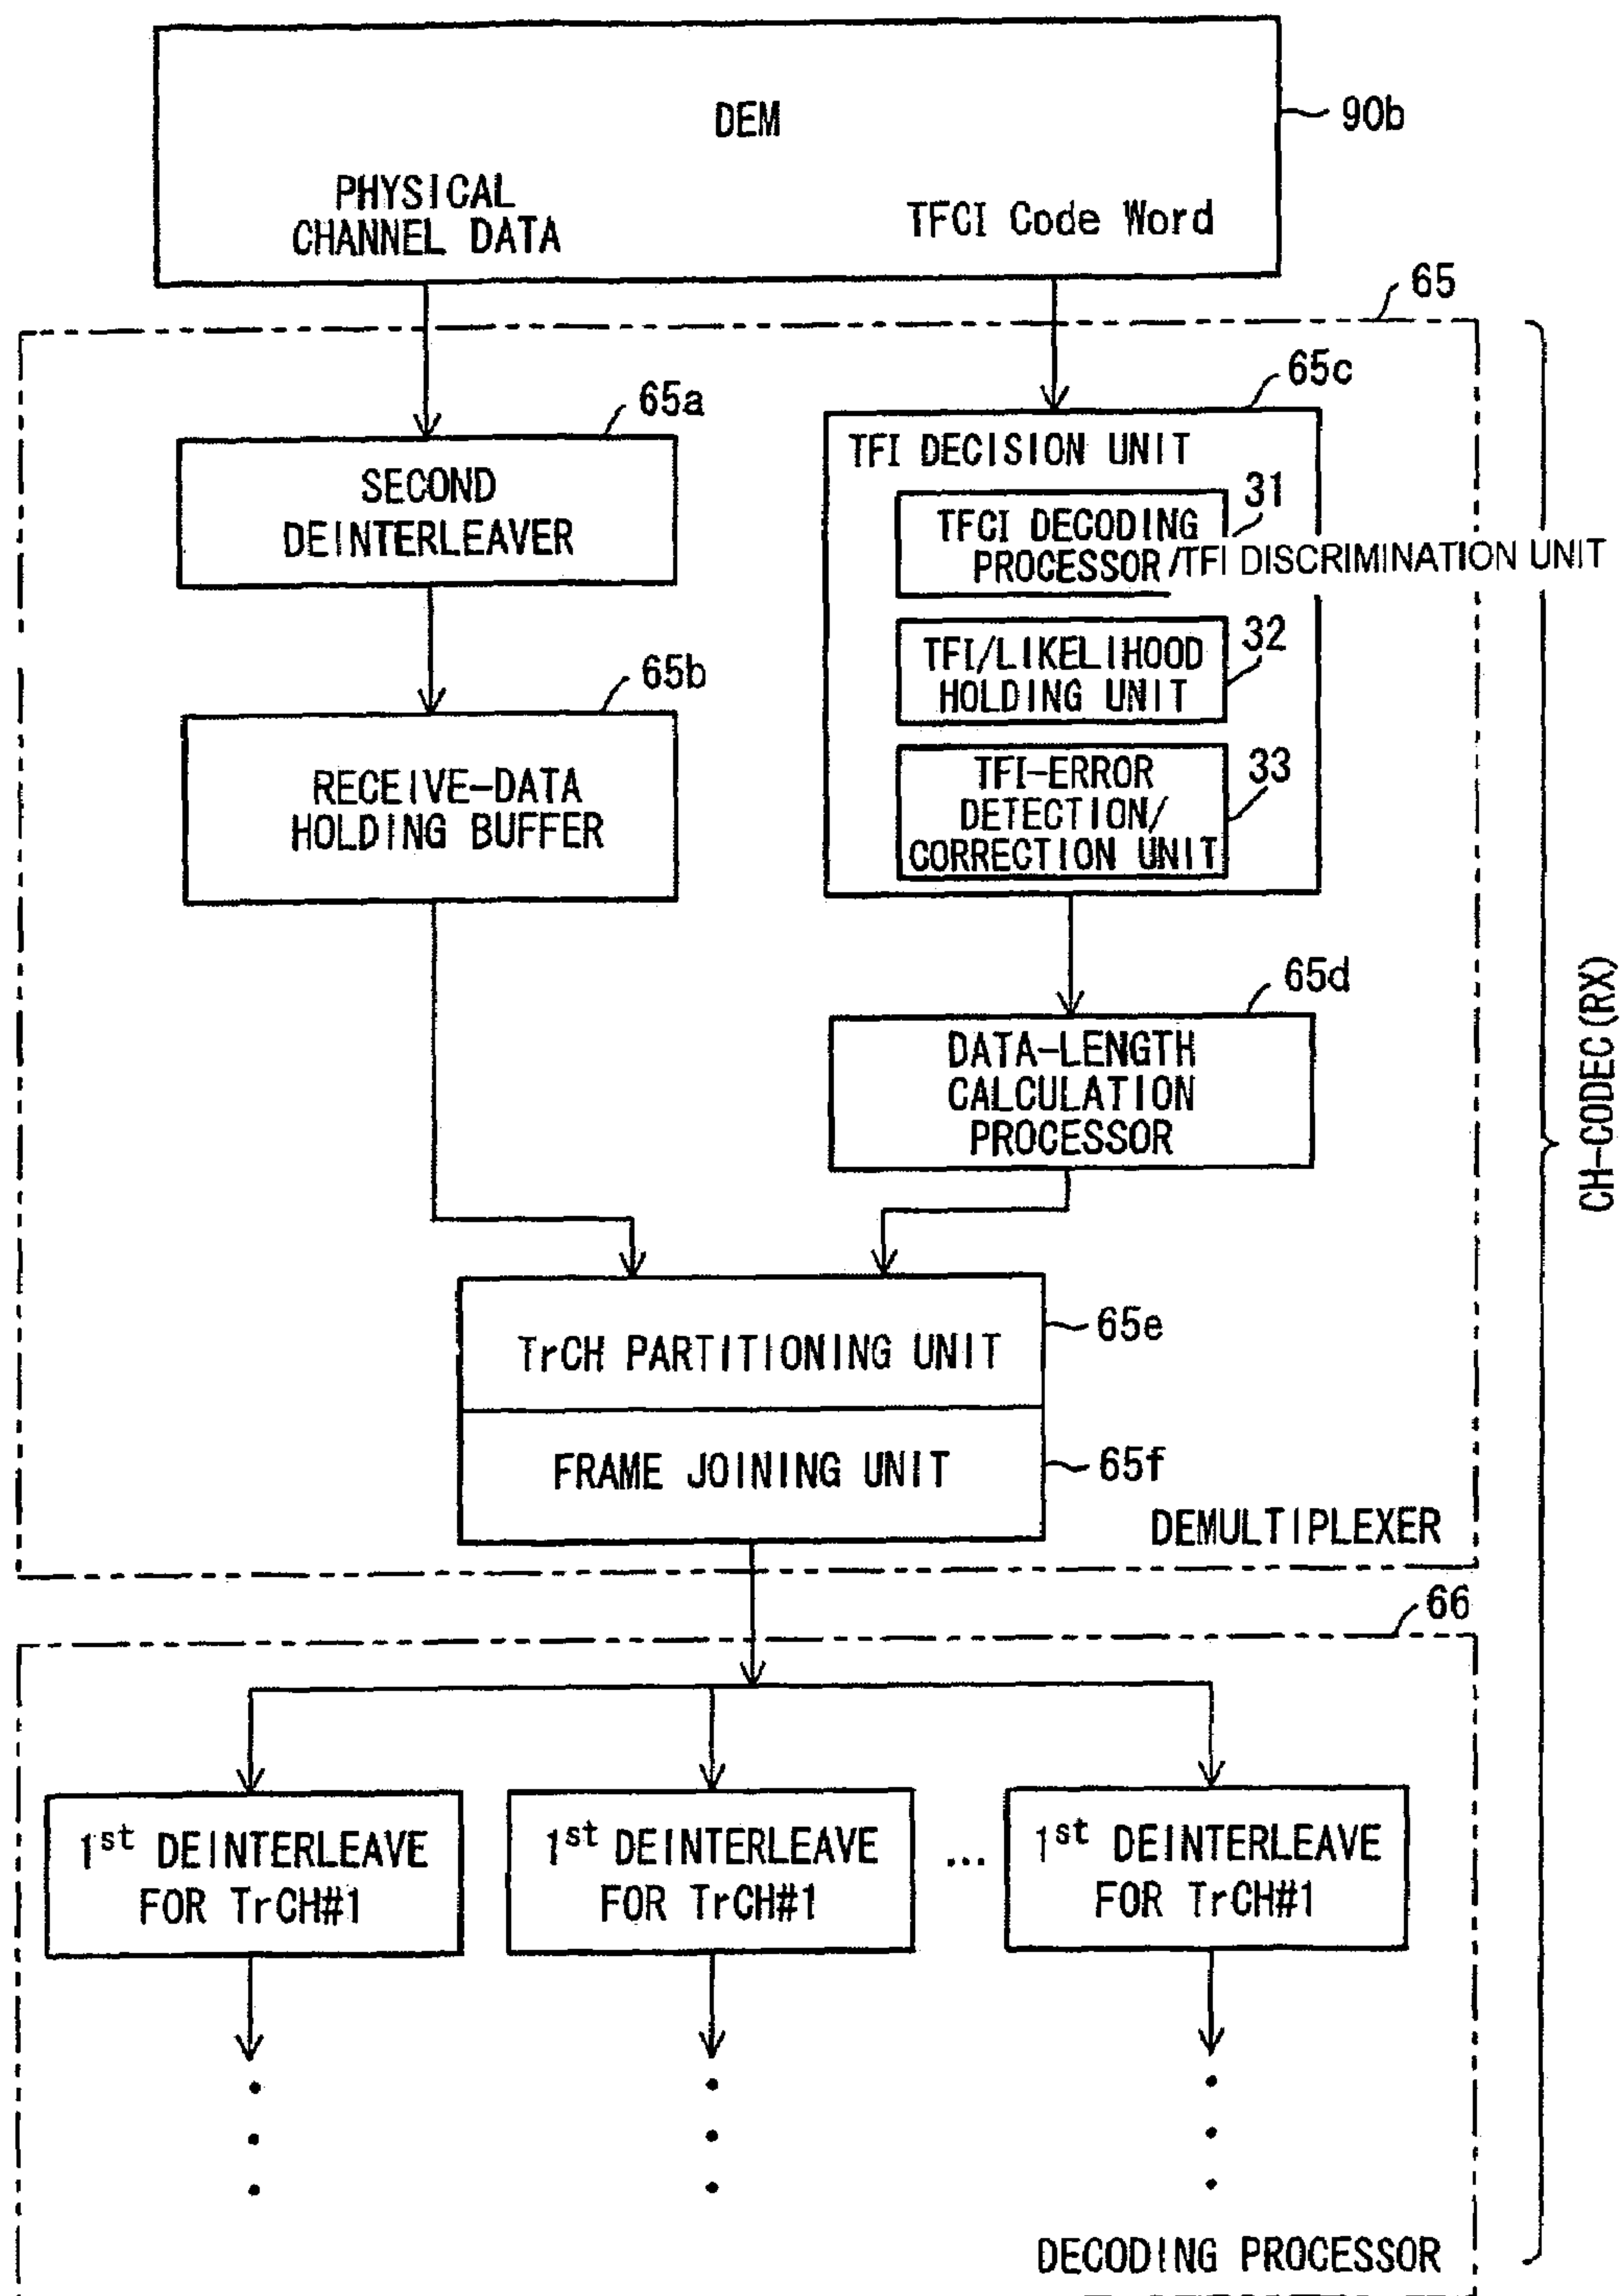 DEM
90b
PHYSICAL
CHANNEL DATA
TFCI Code Word
65
65a
SECOND
DEINTERLEAVER
65b
RECEIVE-DATA
HOLDING BUFFER
65c
TFI DECISION UNIT
31
TFCI DECODING
PROCESSOR/TFI DISCRIMINATION UNIT
32
TFI/LIKELIHOOD
HOLDING UNIT
33
TFI-ERROR
DETECTION/
CORRECTION UNIT
65d
DATA-LENGTH
CALCULATION
PROCESSOR
CH-CODEC(RX)
TrCH PARTITIONING UNIT
65e
FRAME JOINING UNIT
65f
DEMULTIPLEXER
66
1st DEINTERLEAVE
FOR TrCH#1
1st DEINTERLEAVE
FOR TrCH#1
...
1st DEINTERLEAVE
FOR TrCH#1
DECODING PROCESSOR